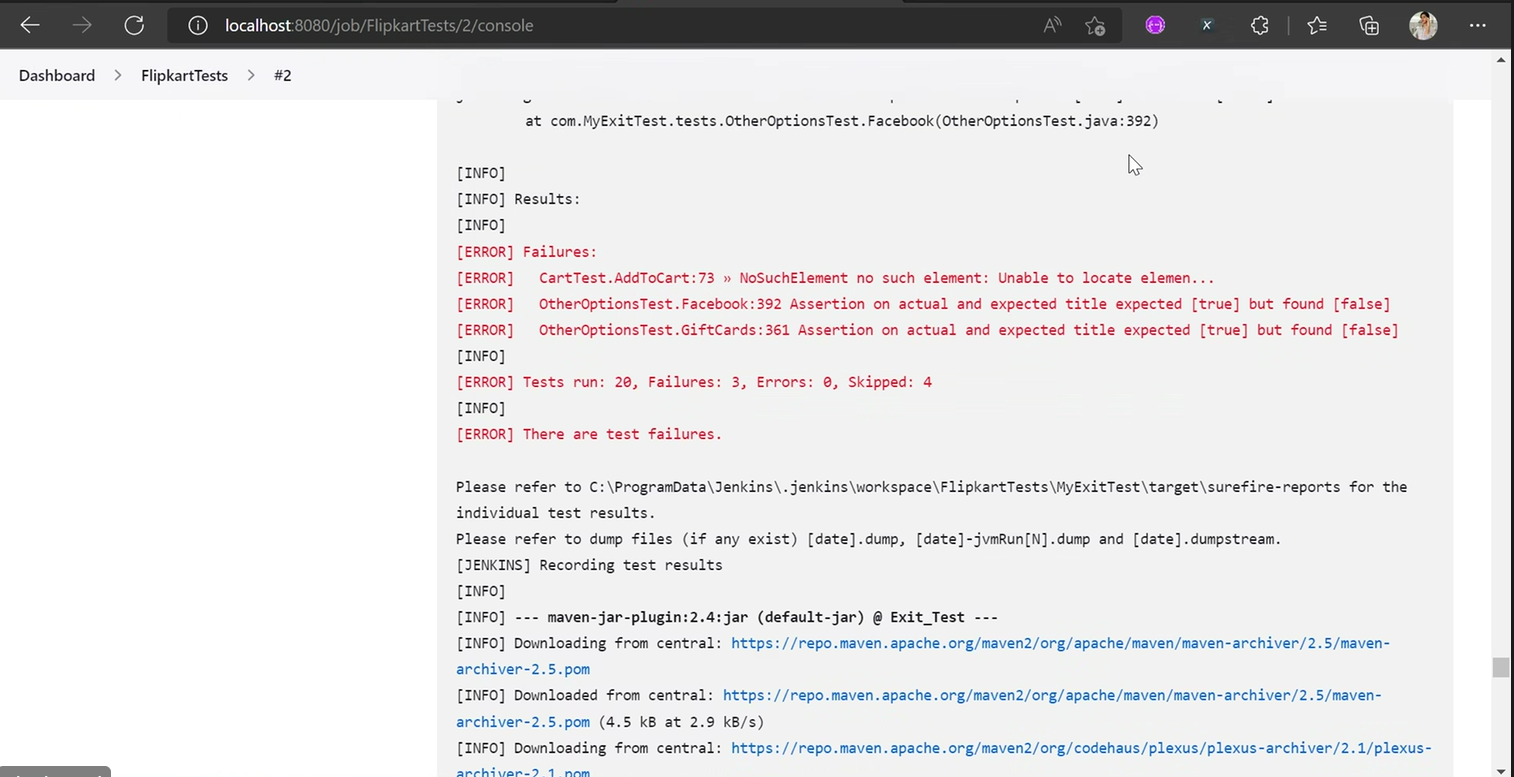 localhost:8080/job/FlipkartTests/2/console
Dashboard > FlipkartTests > #2
at com.MyExitTest.tests.OtherOptionsTest.Facebook(OtherOptionsTest.java:392)
[INFO]
[INFO] Results:
[INFO]
[ERROR] Failures:
[ERROR]   CartTest.AddToCart:73 » NoSuchElement no such element: Unable to locate elemen...
[ERROR]   OtherOptionsTest.Facebook:392 Assertion on actual and expected title expected [true] but found [false]
[ERROR]   OtherOptionsTest.GiftCards:361 Assertion on actual and expected title expected [true] but found [false]
[INFO]
[ERROR] Tests run: 20, Failures: 3, Errors: 0, Skipped: 4
[INFO]
[ERROR] There are test failures.
Please refer to C:\ProgramData\Jenkins\.jenkins\workspace\FlipkartTests\MyExitTest\target\surefire-reports for the
individual test results.
Please refer to dump files (if any exist) [date].dump, [date]-jvmRun[N].dump and [date].dumpstream.
[JENKINS] Recording test results
[INFO]
[INFO] --- maven-jar-plugin:2.4:jar (default-jar) @ Exit_Test ---
[INFO] Downloading from central: https://repo.maven.apache.org/maven2/org/apache/maven/maven-archiver/2.5/maven-
archiver-2.5.pom
[INFO] Downloaded from central: https://repo.maven.apache.org/maven2/org/apache/maven/maven-archiver/2.5/maven-
archiver-2.5.pom (4.5 kB at 2.9 kB/s)
[INFO] Downloading from central: https://repo.maven.apache.org/maven2/org/codehaus/plexus/plexus-archiver/2.1/plexus-
archiver-2.1.pom